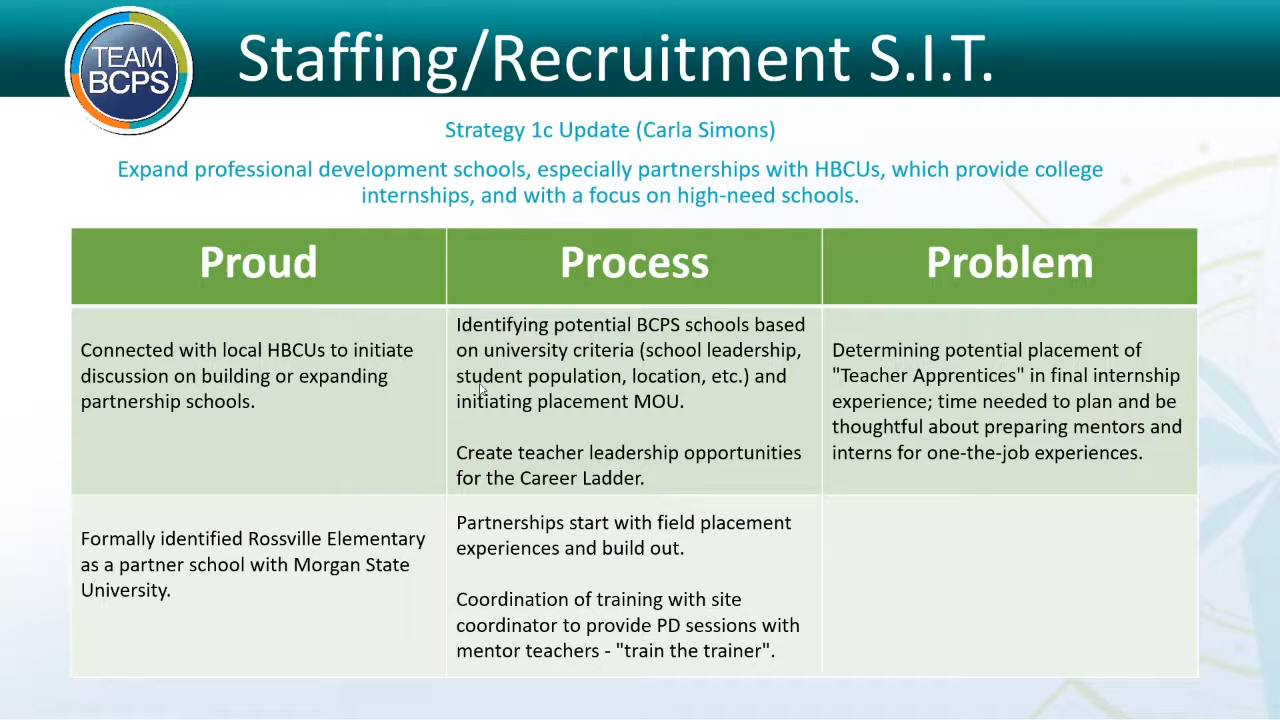 TEAM
BCPS
Staffing/Recruitment S.I.T.
Strategy 1c Update (Carla Simons)
Expand professional development schools, especially partnerships with HBCUs, which provide college
internships, and with a focus on high-need schools.
Proud
Process
Problem
Connected with local HBCUs to initiate
discussion on building or expanding
partnership schools.
Identifying potential BCPS schools based
on university criteria (school leadership,
student population, location, etc.) and
initiating placement MOU.
Create teacher leadership opportunities
for the Career Ladder.
Determining potential placement of
"Teacher Apprentices" in final internship
experience; time needed to plan and be
thoughtful about preparing mentors and
interns for one-the-job experiences.
Formally identified Rossville Elementary
as a partner school with Morgan State
University.
Partnerships start with field placement
experiences and build out.
Coordination of training with site
coordinator to provide PD sessions with
mentor teachers - "train the trainer".